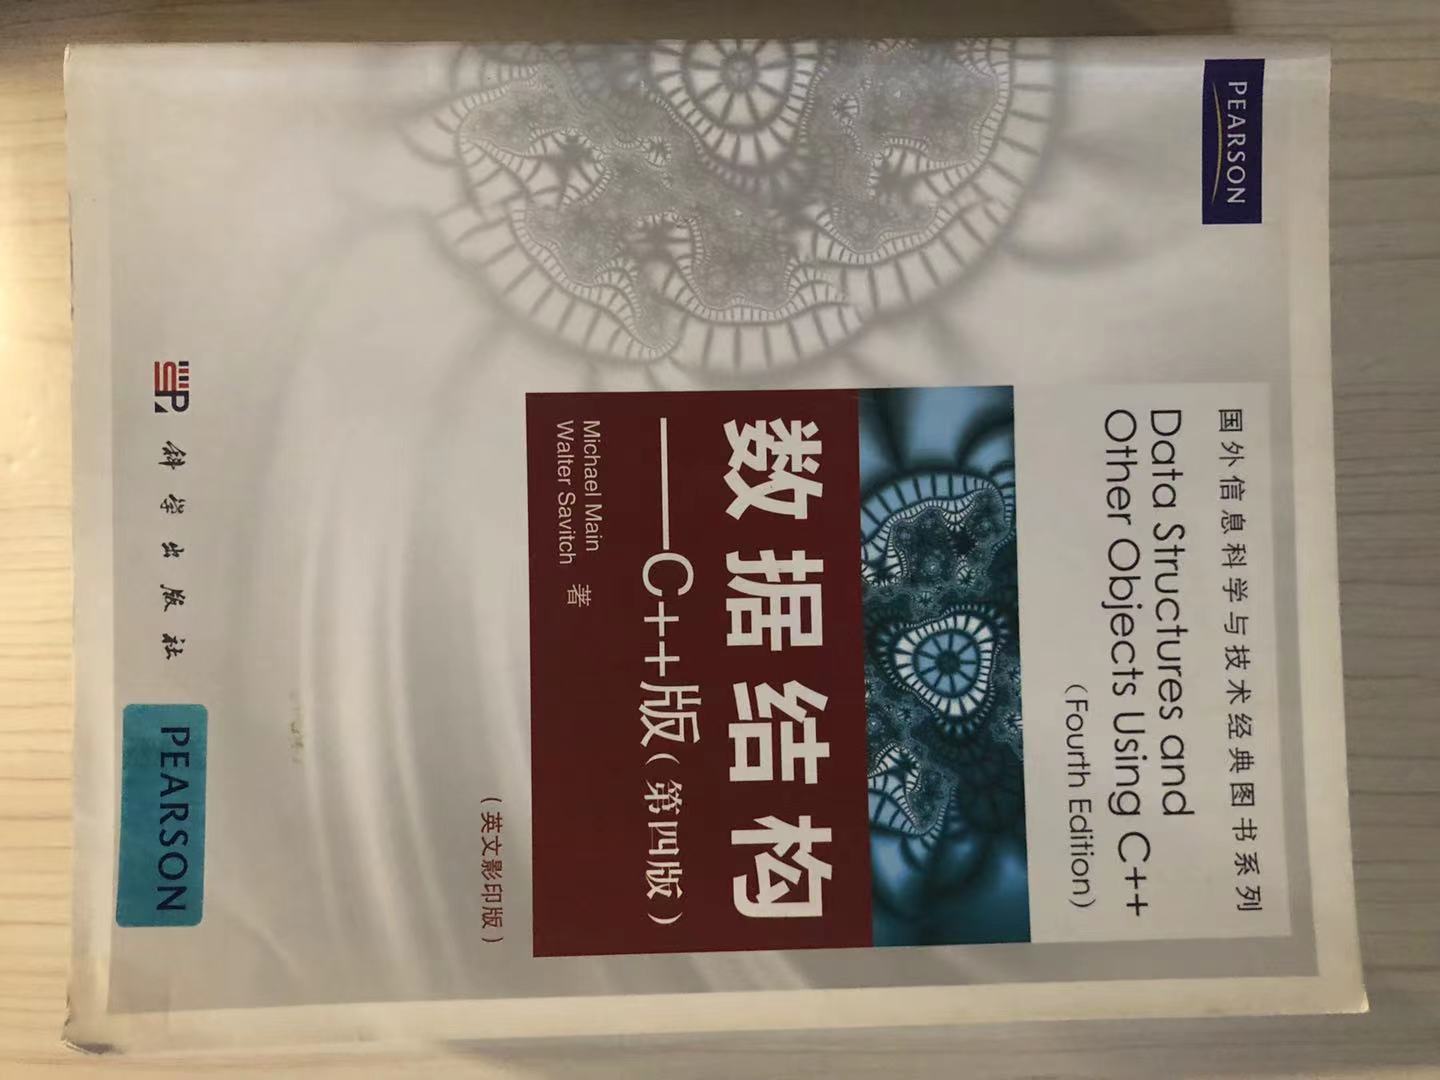 PEARSON
国外信息科学与技术经典图书系列
Data Structures and
Other Objects Using C++
(Fourth Edition)
数据结构
——C++版(第四版)
Michael Main
Walter Savitch 著
(英文影印版)
科学出版社
PEARSON